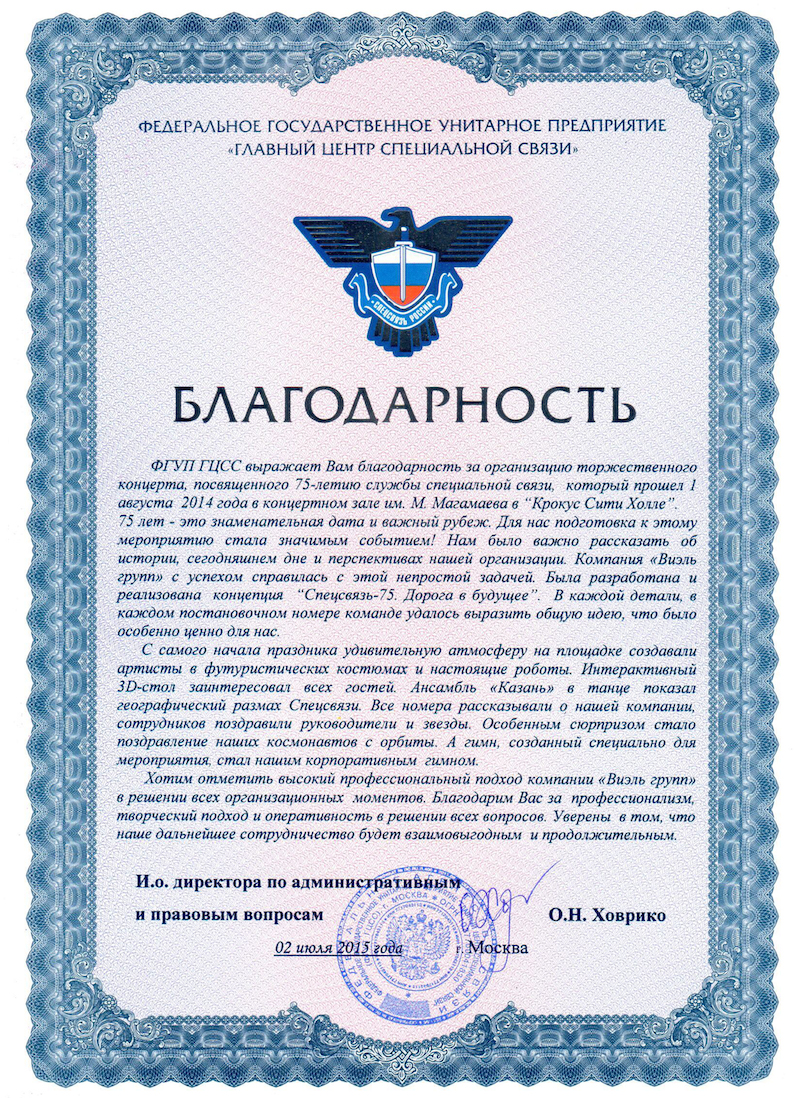 ФЕДЕРАЛЬНОЕ ГОСУДАРСТВЕННОЕ УНИТАРНОЕ ПРЕДПРИЯТИЕ
«ГЛАВНЫЙ ЦЕНТР СПЕЦИАЛЬНОЙ СВЯЗИ»
СПЕЦСВЯЗЬ РОССИИ
БЛАГОДАРНОСТЬ
ФГУП ГЦСС выражает Вам благодарность за организацию торжественного
концерта, посвященного 75-летию службы специальной связи, который прошел 1
августа 2014 года в концертном зале им. М. Магамаева в "Крокус Сити Холле".
75 лет - это знаменательная дата и важный рубеж. Для нас подготовка к этому
мероприятию стала значимым событием! Нам было важно рассказать об
истории, сегодняшнем дне и перспективах нашей организации. Компания «Виэль
групп» с успехом справилась с этой непростой задачей. Была разработана и
реализована концепция "Спецсвязь-75. Дорога в будущее". В каждой детали, в
каждом постановочном номере команде удалось выразить общую идею, что было
особенно ценно для нас.
С самого начала праздника удивительную атмосферу на площадке создавали
артисты в футуристических костюмах и настоящие роботы. Интерактивный
3D-стол заинтересовал всех гостей. Ансамбль «Казань» в танце показал
географический размах Спецсвязи. Все номера рассказывали о нашей компании,
сотрудников поздравили руководители и звезды. Особенным сюрпризом стало
поздравление наших космонавтов с орбиты. А гимн, созданный специально для
мероприятия, стал нашим корпоративным гимном.
Хотим отметить высокий профессиональный подход компании «Виэль групп»
в решении всех организационных моментов. Благодарим Вас за профессионализм,
творческий подход и оперативность в решении всех вопросов. Уверены в том, что
наше дальнейшее сотрудничество будет взаимовыгодным и продолжительным.
И.о. директора по административным
и правовым вопросам О.Н. Ховрико
02 июля 2015 года г. Москва